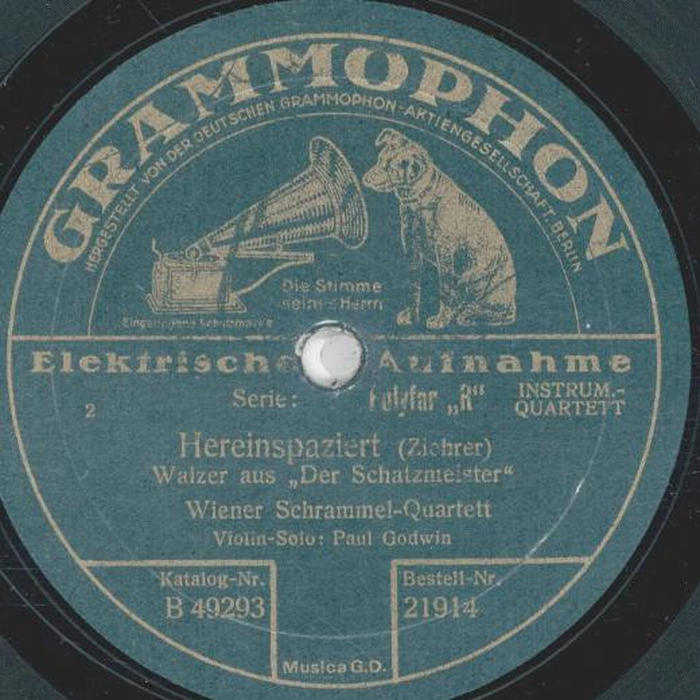 GRAMMOPHON
HERGESTELLT VON DER DEUTSCHEN GRAMMOPHON-AKTIENGESELLSCHAFT, BERLIN
Die Stimme
seines Herrn
Eingetragene Schutzmarke
Elektrische Aufnahme
2 Serie: Polyfar „R“ INSTRUM.-
QUARTETT
Hereinspaziert (Ziehrer)
Walzer aus „Der Schatzmeister“
Wiener Schrammel-Quartett
Violin-Solo: Paul Godwin
Katalog-Nr. Bestell-Nr.
B 49293 21914
Musica G.D.